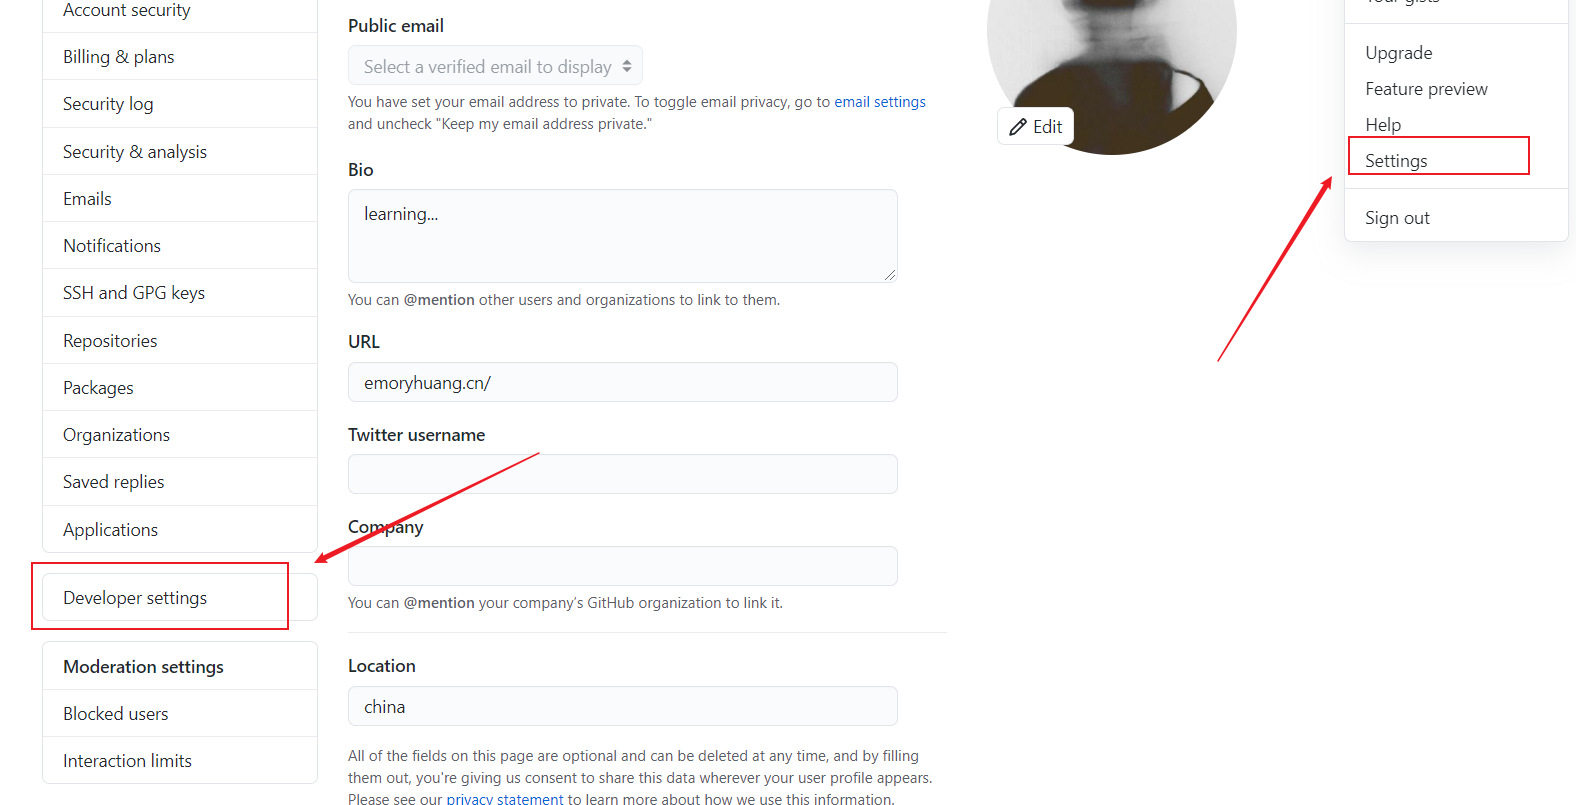 Account security
Billing & plans
Security log
Security & analysis
Emails
Notifications
SSH and GPG keys
Repositories
Packages
Organizations
Saved replies
Applications
Developer settings
Moderation settings
Blocked users
Interaction limits
Public email
Select a verified email to display
You have set your email address to private. To toggle email privacy, go to email settings
and uncheck "Keep my email address private."
Bio
learning...
You can @mention other users and organizations to link to them.
URL
emoryhuang.cn/
Twitter username
Company
You can @mention your company's GitHub organization to link it.
Location
china
All of the fields on this page are optional and can be deleted at any time, and by filling
them out, you're giving us consent to share this data wherever your user profile appears.
Please see our privacy statement to learn more about how we use this information.
Edit
Your gists
Upgrade
Feature preview
Help
Settings
Sign out